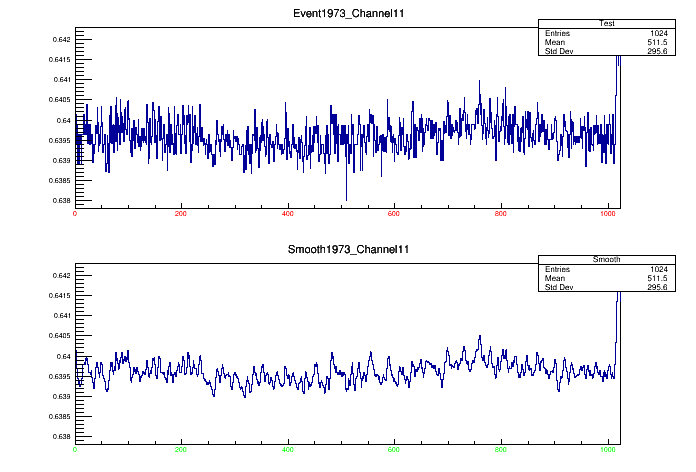 Event1973_Channel11
Test
Entries 1024
Mean 511.5
Std Dev 295.6
0.642
0.6415
0.641
0.6405
0.64
0.6395
0.639
0.6385
0.638
0 200 400 600 800 1000
Smooth1973_Channel11
Smooth
Entries 1024
Mean 511.5
Std Dev 295.6
0.642
0.6415
0.641
0.6405
0.64
0.6395
0.639
0.6385
0.638
0 200 400 600 800 1000